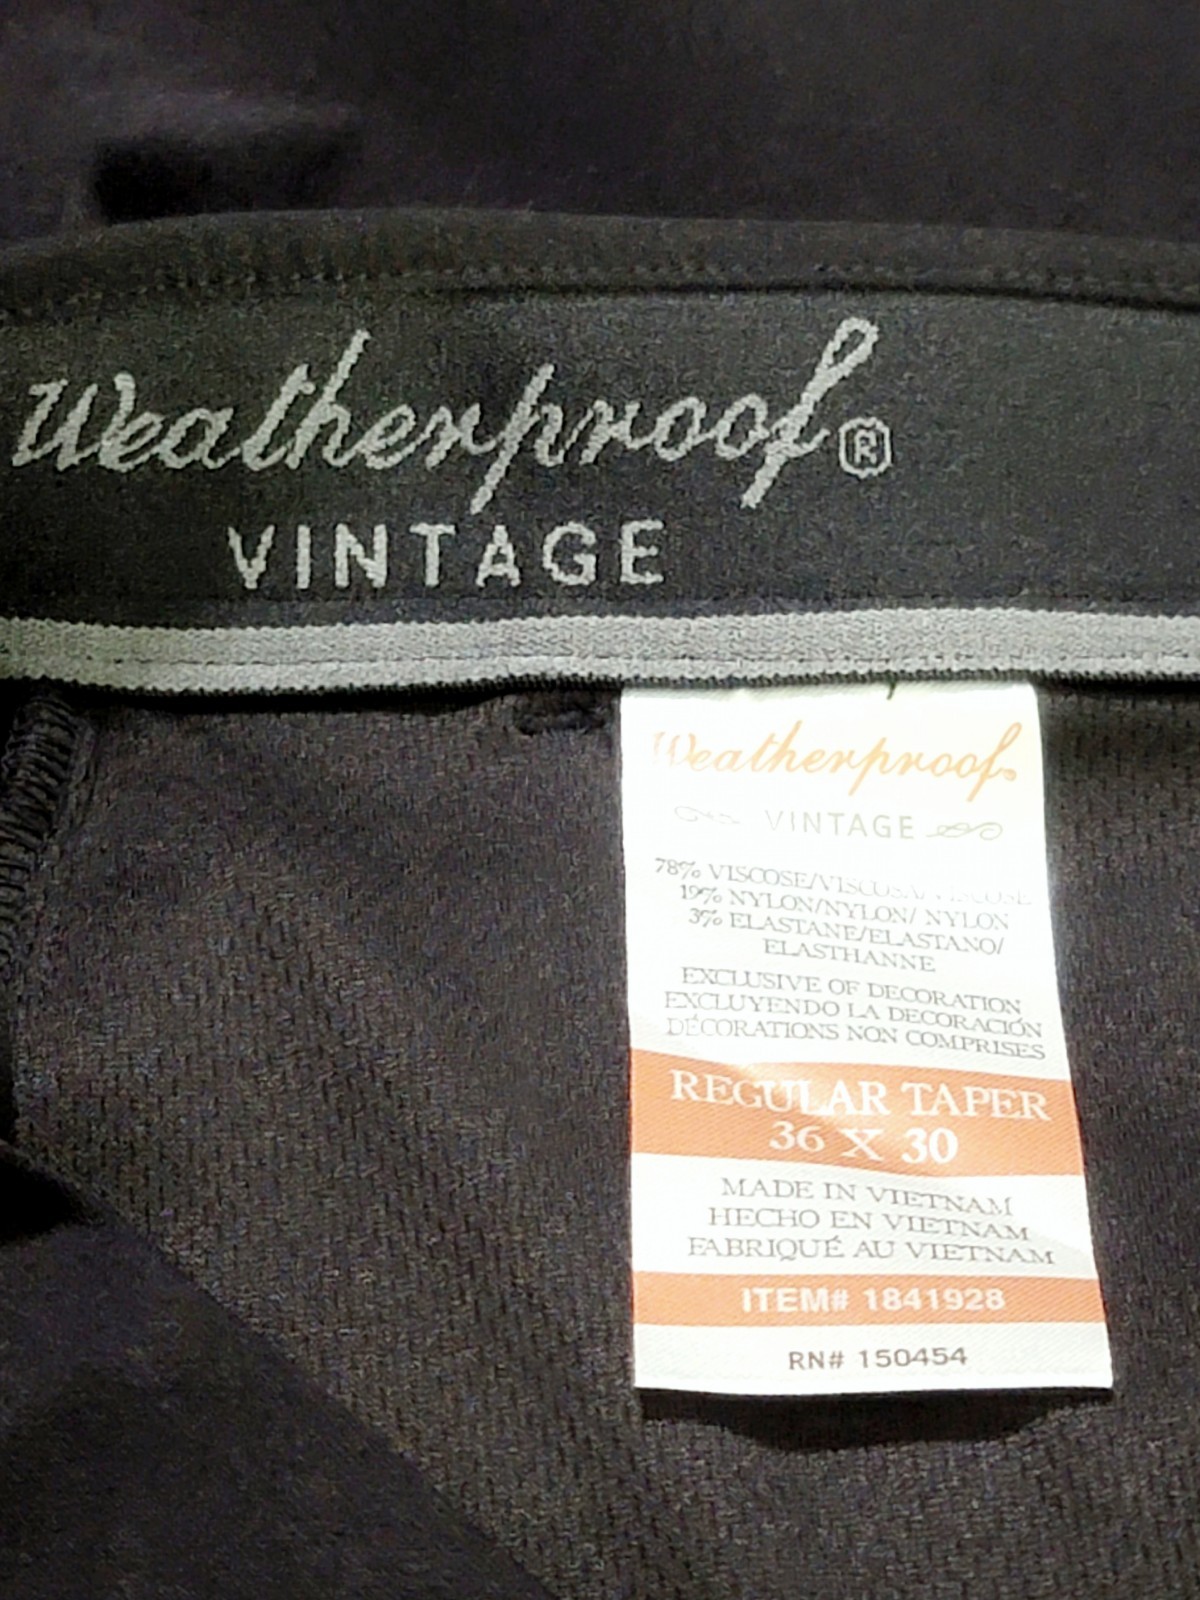 Weatherproof®
VINTAGE
Weatherproof®
VINTAGE
78% VISCOSE/VISCOSA/VISCOSE
19% NYLON/NYLON/ NYLON
3% ELASTANE/ELASTANO/
ELASTHANNE
EXCLUSIVE OF DECORATION
EXCLUYENDO LA DECORACIÓN
DÉCORATIONS NON COMPRISES
REGULAR TAPER
36 X 30
MADE IN VIETNAM
HECHO EN VIETNAM
FABRIQUÉ AU VIETNAM
ITEM# 1841928
RN# 150454